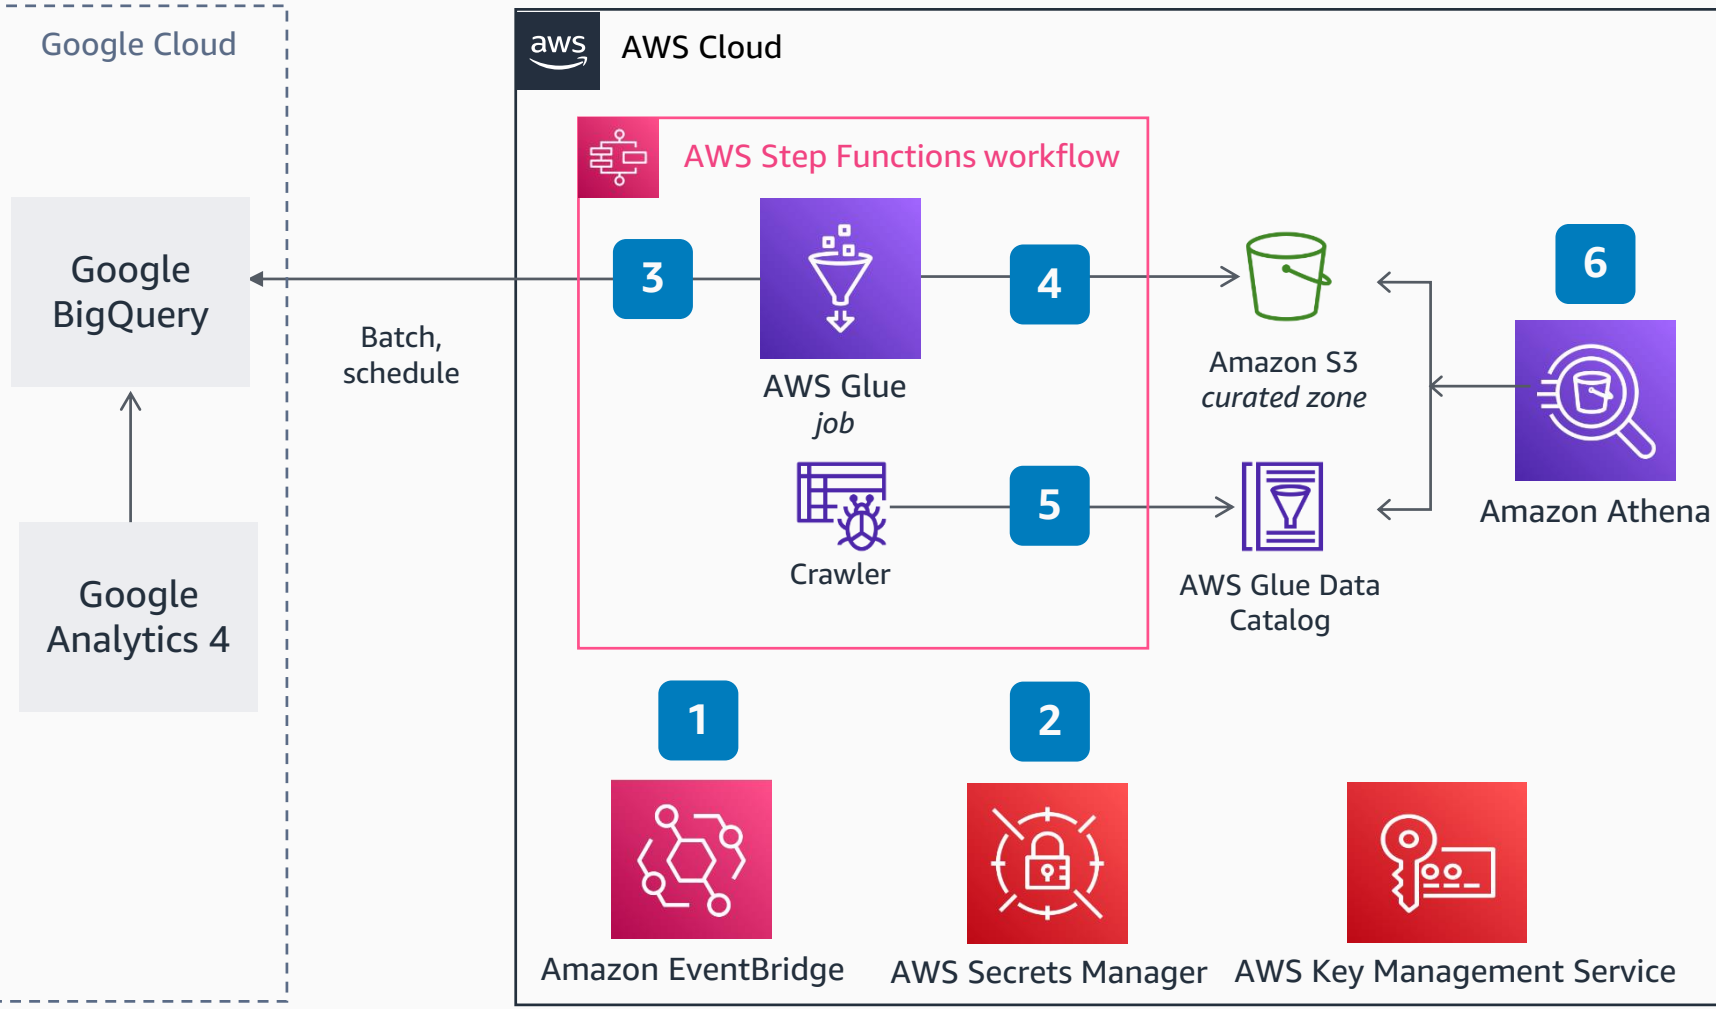 Google Cloud
aws
AWS Cloud
AWS Step Functions workflow
Google
BigQuery
Batch,
schedule
3
AWS Glue
job
4
Amazon S3
curated zone
6
Amazon Athena
Crawler
5
AWS Glue Data
Catalog
Google
Analytics 4
1
Amazon EventBridge
2
AWS Secrets Manager
AWS Key Management Service